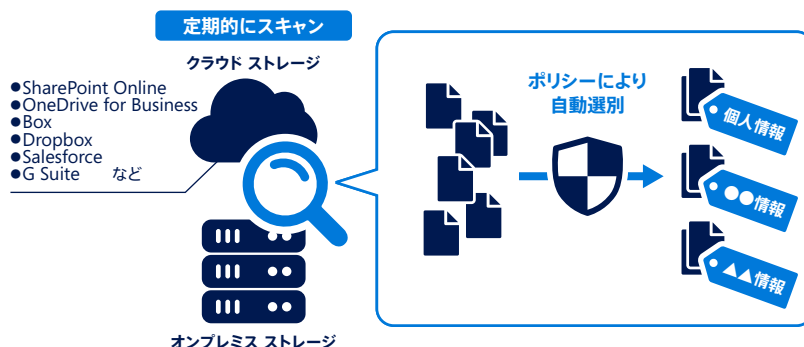 定期的にスキャン
クラウド ストレージ
●SharePoint Online
●OneDrive for Business
●Box
●Dropbox
●Salesforce
●G Suite など
オンプレミス ストレージ
ポリシーにより
自動選別
個人情報
●●情報
▲▲情報